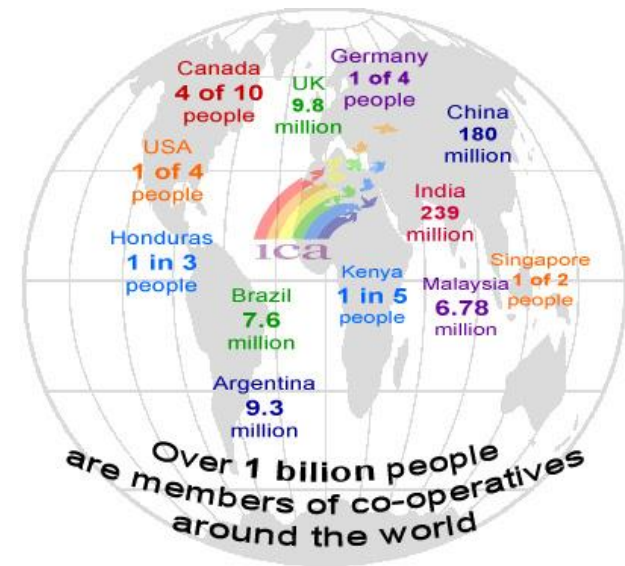 Canada
4 of 10
people
UK
9.8
million
Germany
1 of 4
people
China
180
million
USA
1 of 4
people
India
239
million
Honduras
1 in 3
people
ica
Kenya
1 in 5
people
Malaysia
6.78
million
Singapore
1 of 2
people
Brazil
7.6
million
Argentina
9.3
million
Over 1 bilion people
are members of co-operatives
around the world